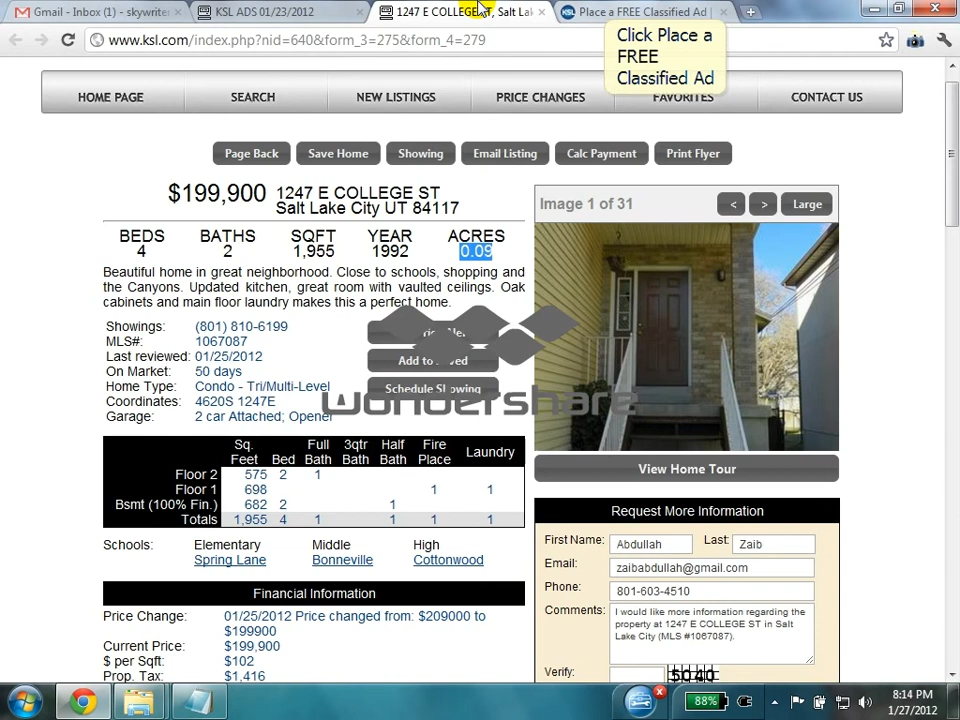 Gmail - Inbox (1) - skywriter
KSL ADS 01/23/2012
1247 E COLLEGE ST, Salt Lak
Place a FREE Classified Ad |
www.ksl.com/index.php?nid=640&form_3=275&form_4=279
Click Place a
FREE
Classified Ad
HOME PAGE
SEARCH
NEW LISTINGS
PRICE CHANGES
FAVORITES
CONTACT US
Page Back
Save Home
Showing
Email Listing
Calc Payment
Print Flyer
$199,900
1247 E COLLEGE ST
Salt Lake City UT 84117
BEDS BATHS SQFT YEAR ACRES
4 2 1,955 1992 0.09
Beautiful home in great neighborhood. Close to schools, shopping and
the Canyons. Updated kitchen, great room with vaulted ceilings. Oak
cabinets and main floor laundry makes this a perfect home.
Showings: (801) 810-6199
MLS#: 1067087
Last reviewed: 01/25/2012
On Market: 50 days
Home Type: Condo - Tri/Multi-Level
Coordinates: 4620S 1247E
Garage: 2 car Attached; Opener
Add to
Schedule Showing
wondershare
Image 1 of 31
< > Large
View Home Tour
Sq. Feet Bed Full Bath 3qtr Bath Half Bath Fire Place Laundry
Floor 2 575 2 1
Floor 1 698 1 1
Bsmt (100% Fin.) 682 2 1
Totals 1,955 4 1 1 1 1
Schools: Elementary Middle High
Spring Lane Bonneville Cottonwood
Financial Information
Price Change: 01/25/2012 Price changed from: $209000 to
$199900
Current Price: $199,900
$ per Sqft: $102
Prop. Tax: $1,416
Request More Information
First Name: Abdullah Last: Zaib
Email: zaibabdullah@gmail.com
Phone: 801-603-4510
Comments: I would like more information regarding the
property at 1247 E COLLEGE ST in Salt
Lake City (MLS #1067087).
Verify: 5040
88%
8:14 PM
1/27/2012